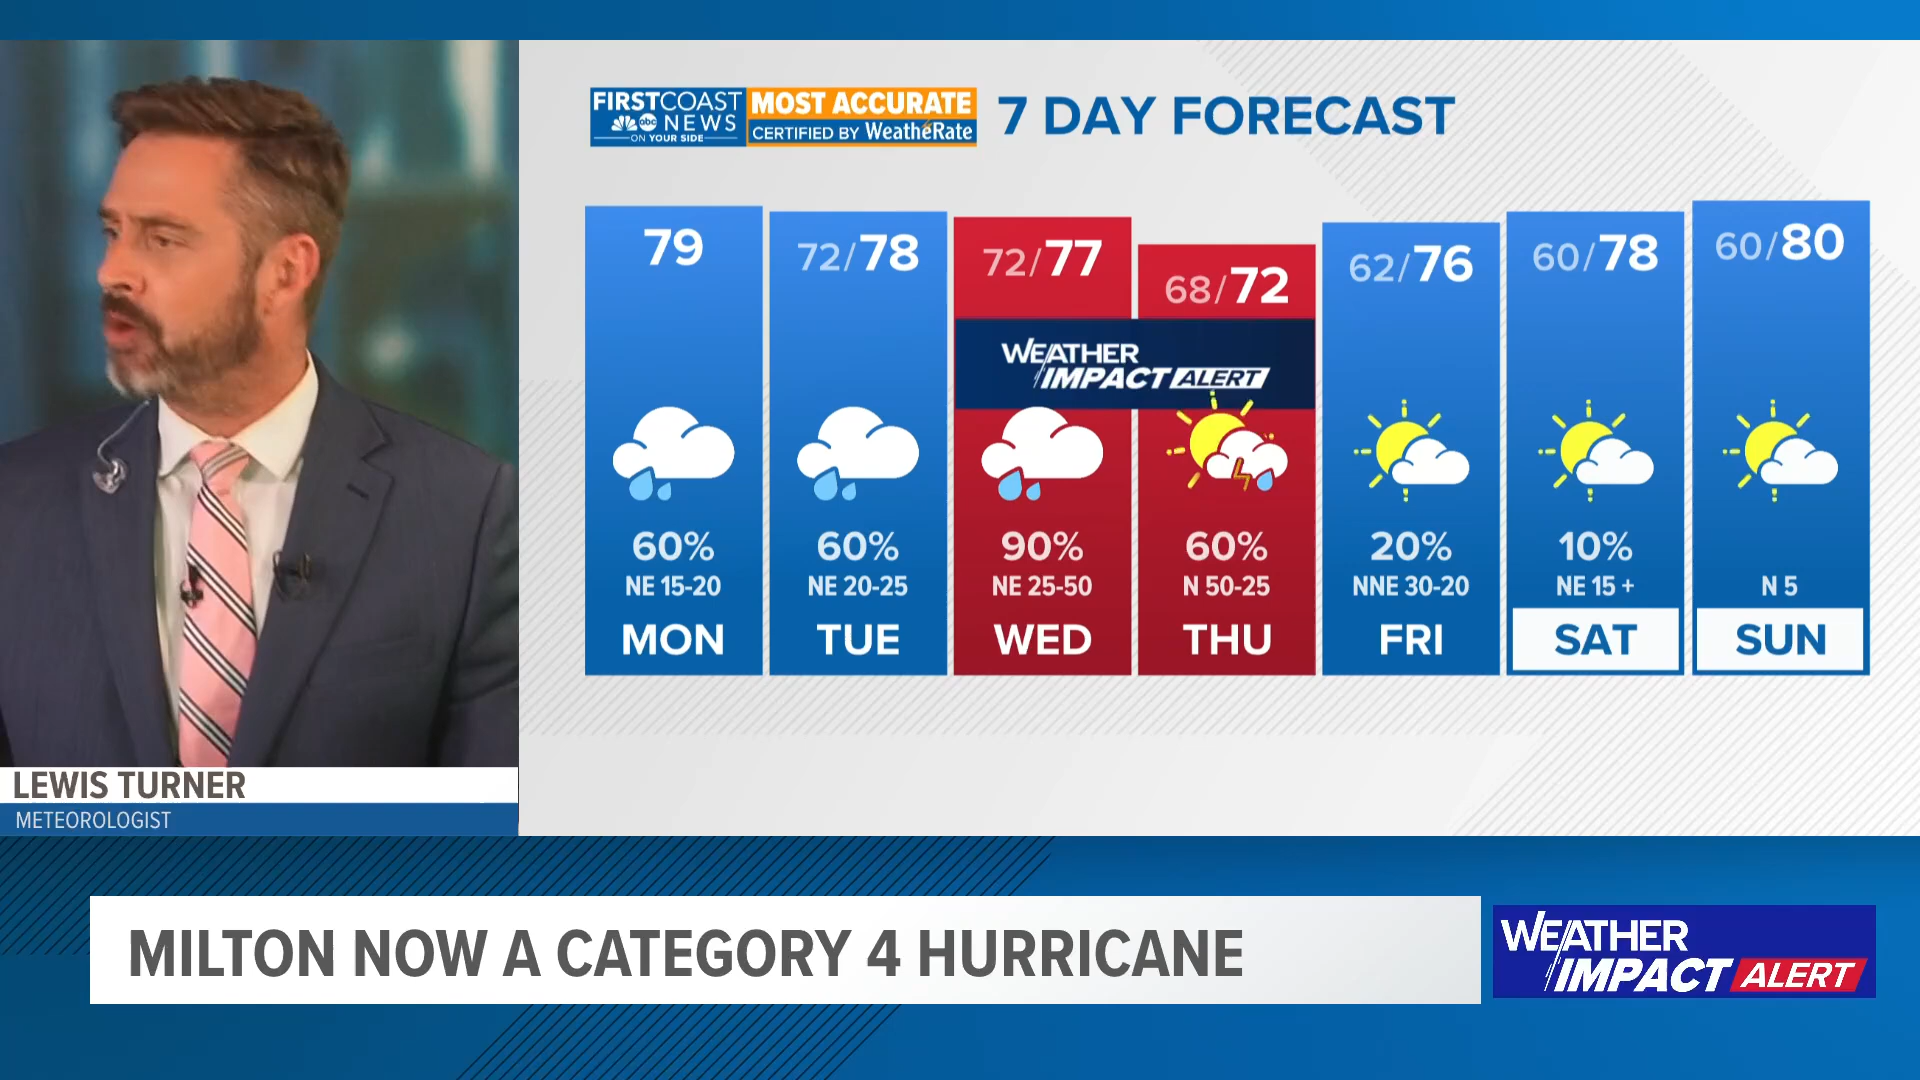 FIRSTCOAST
abc NEWS
ON YOUR SIDE
MOST ACCURATE
CERTIFIED BY WeatheRate
7 DAY FORECAST
79
72/78
72/77
68/72
62/76
60/78
60/80
WEATHER
IMPACT ALERT
60%
60%
90%
60%
20%
10%
NE 15-20
NE 20-25
NE 25-50
N 50-25
NNE 30-20
NE 15 +
N 5
MON
TUE
WED
THU
FRI
SAT
SUN
LEWIS TURNER
METEOROLOGIST
MILTON NOW A CATEGORY 4 HURRICANE
WEATHER
IMPACT ALERT